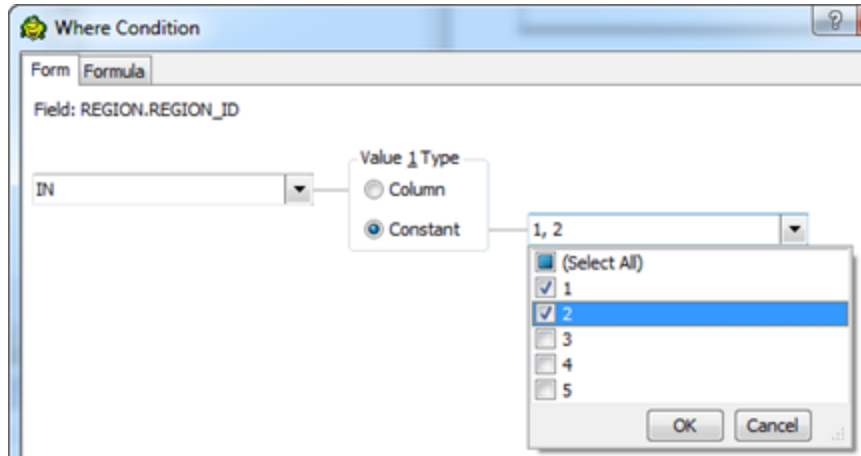 Where Condition
?
Form Formula
Field: REGION.REGION_ID
Value 1 Type
IN
Column
Constant
1, 2
(Select All)
1
2
3
4
5
OK Cancel